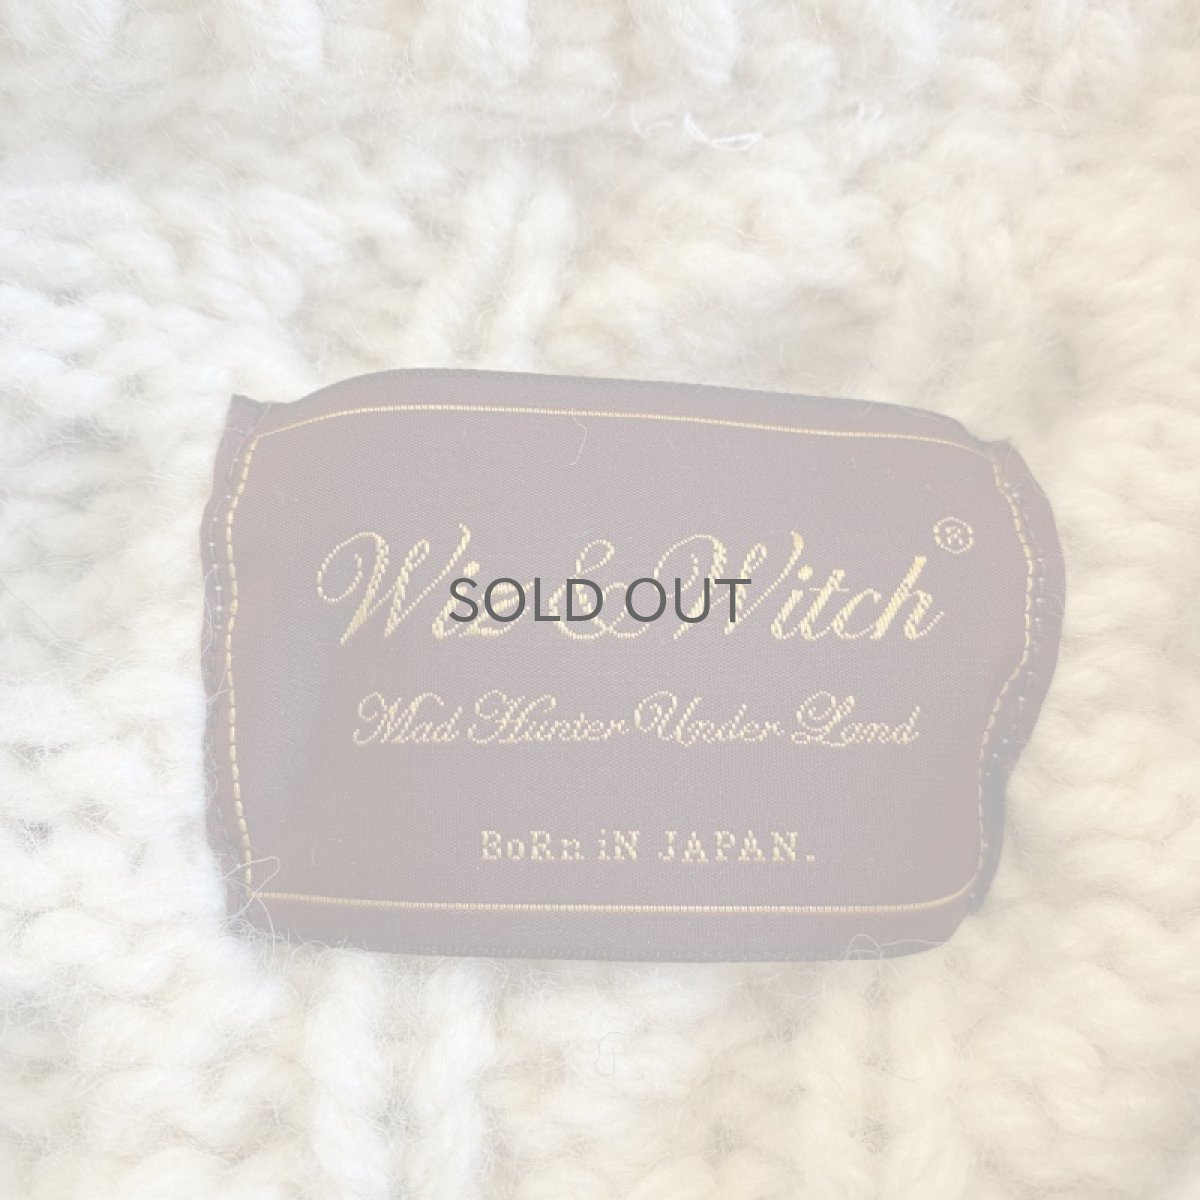 Wiz & Witch®
SOLD OUT
Mad Hunter Under Land
BoRn iN JAPAN.